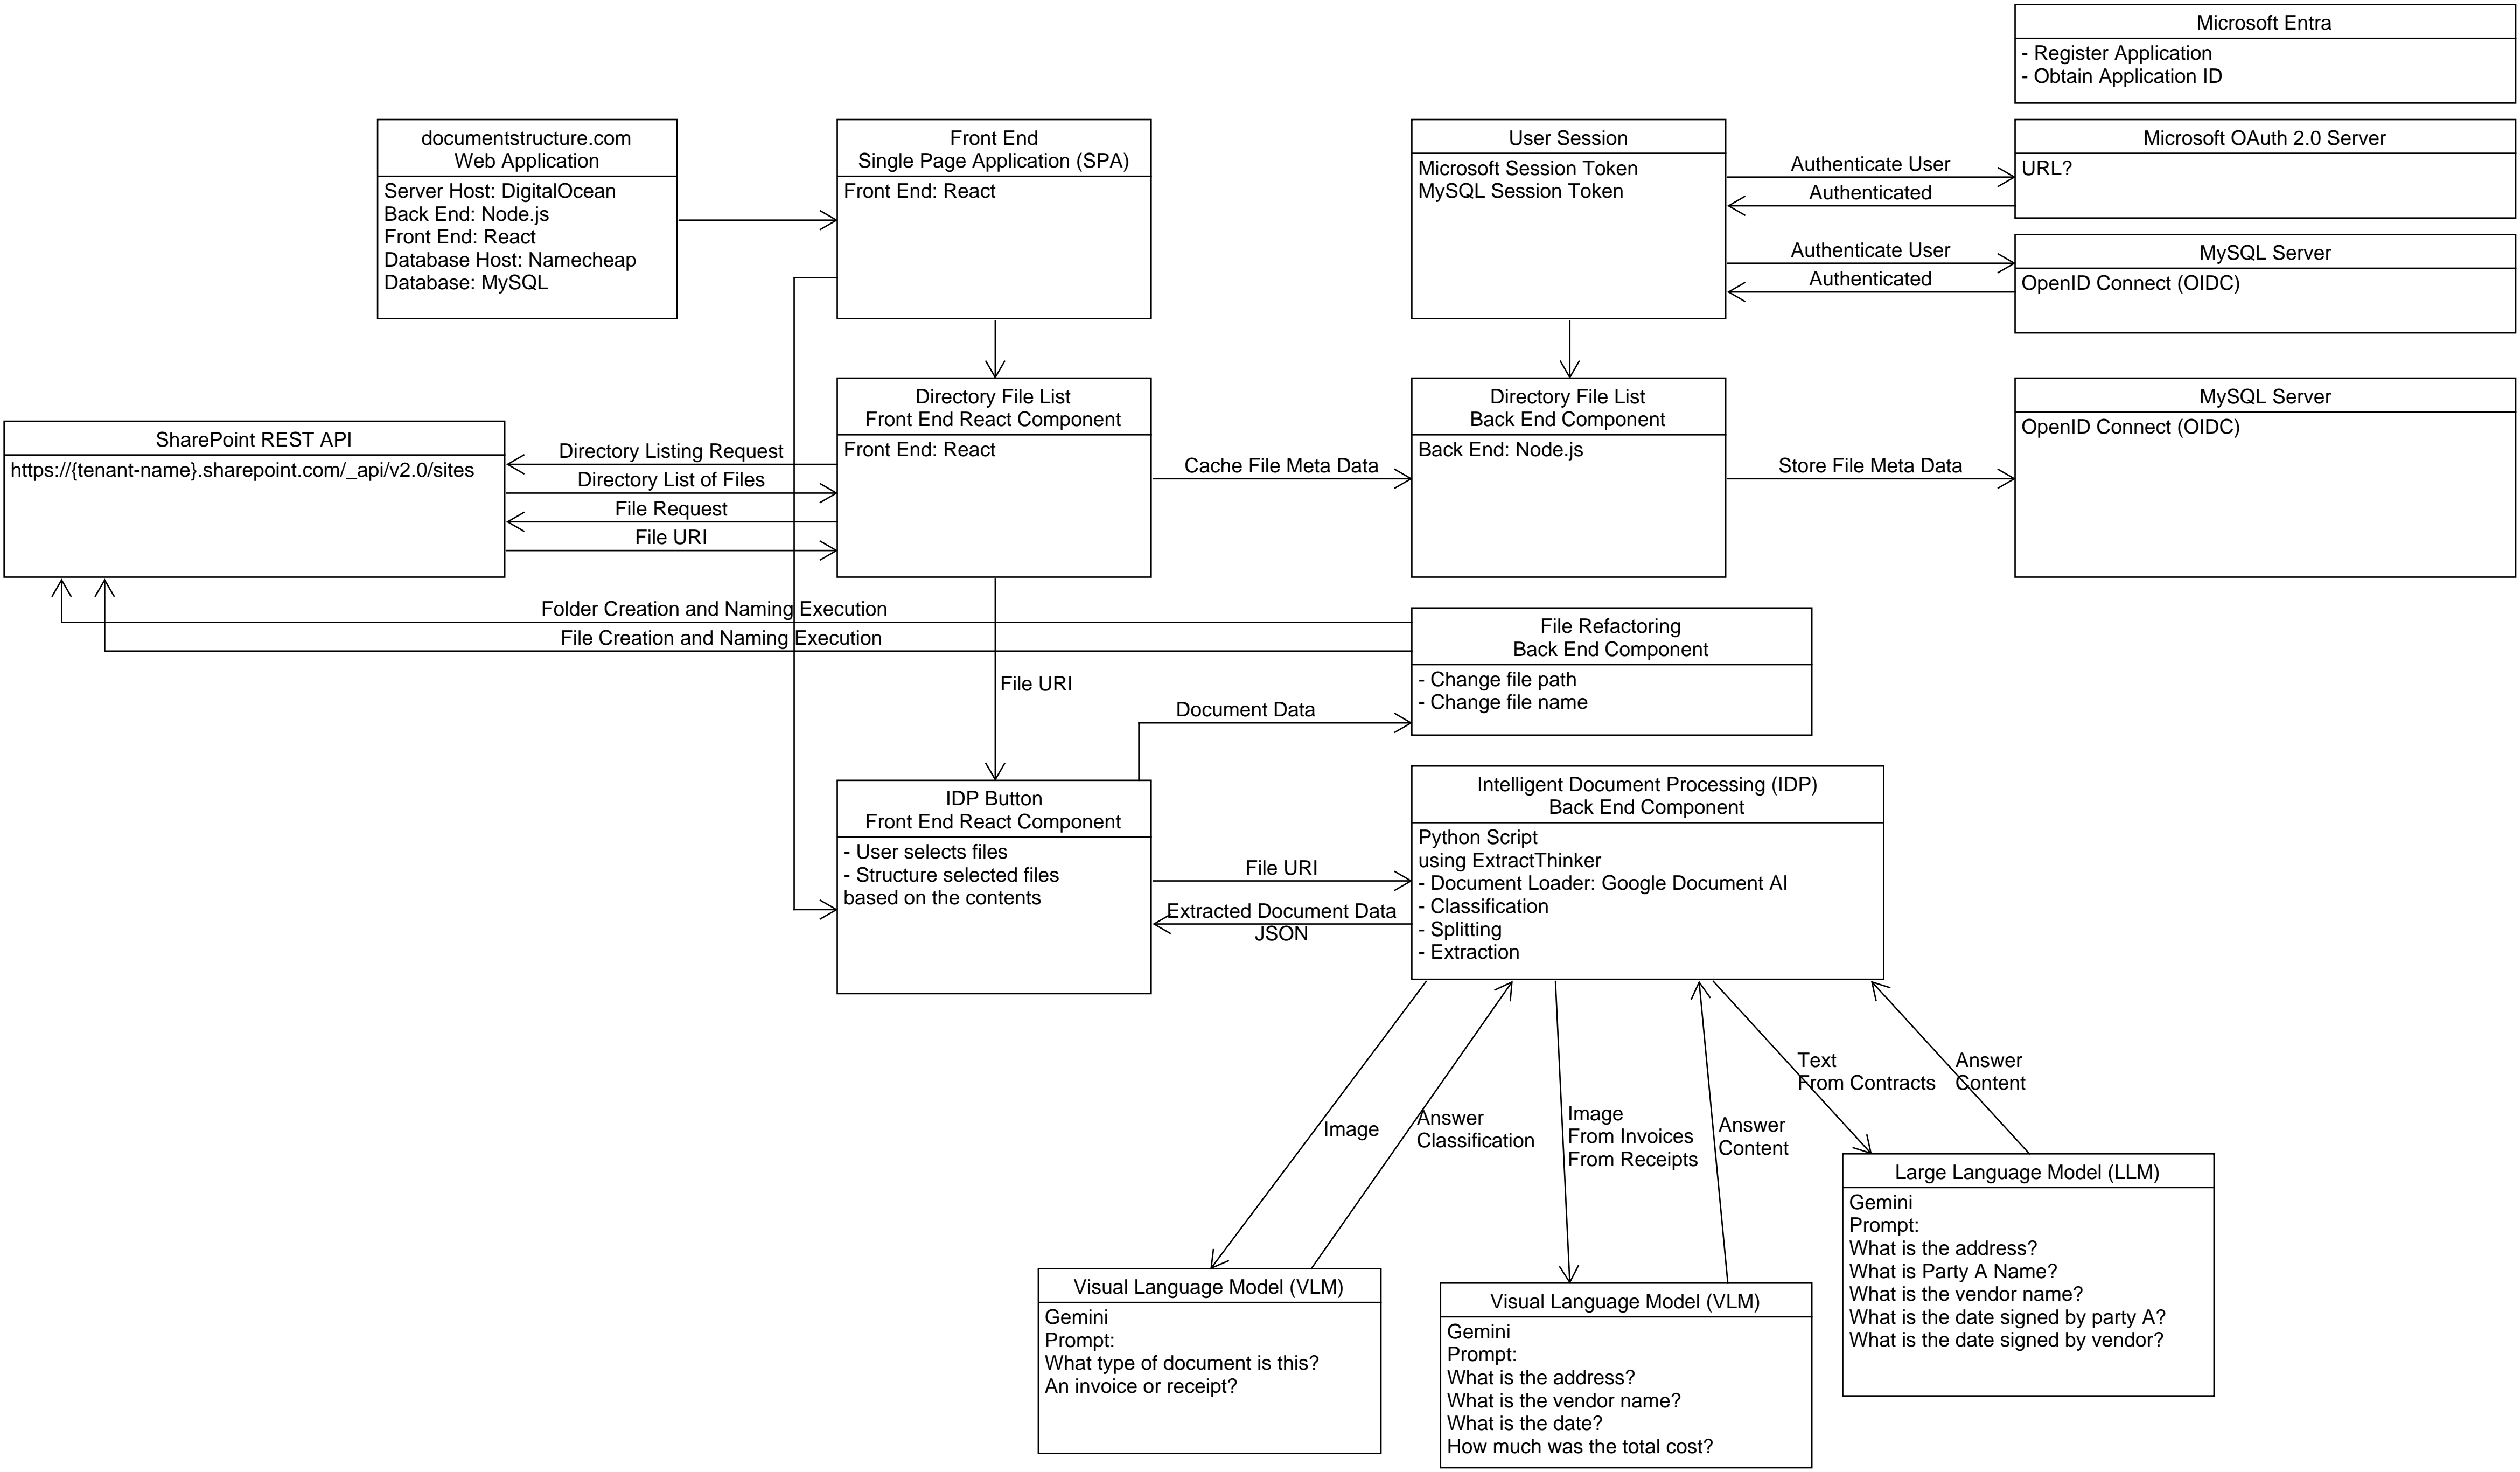 Microsoft Entra
- Register Application
- Obtain Application ID
documentstructure.com
Web Application
Server Host: DigitalOcean
Back End: Node.js
Front End: React
Database Host: Namecheap
Database: MySQL
Front End
Single Page Application (SPA)
Front End: React
User Session
Microsoft Session Token
MySQL Session Token
Authenticate User
Authenticated
Microsoft OAuth 2.0 Server
URL?
Authenticate User
Authenticated
MySQL Server
OpenID Connect (OIDC)
SharePoint REST API
https://{tenant-name}.sharepoint.com/_api/v2.0/sites
Directory Listing Request
Directory List of Files
File Request
File URI
Directory File List
Front End React Component
Front End: React
Cache File Meta Data
Directory File List
Back End Component
Back End: Node.js
Store File Meta Data
MySQL Server
OpenID Connect (OIDC)
Folder Creation and Naming Execution
File Creation and Naming Execution
File URI
Document Data
File Refactoring
Back End Component
- Change file path
- Change file name
IDP Button
Front End React Component
- User selects files
- Structure selected files
based on the contents
File URI
Extracted Document Data
JSON
Intelligent Document Processing (IDP)
Back End Component
Python Script
using ExtractThinker
- Document Loader: Google Document AI
- Classification
- Splitting
- Extraction
Image
Answer
Classification
Image
From Invoices
From Receipts
Answer
Content
Text
From Contracts
Answer
Content
Visual Language Model (VLM)
Gemini
Prompt:
What type of document is this?
An invoice or receipt?
Visual Language Model (VLM)
Gemini
Prompt:
What is the address?
What is the vendor name?
What is the date?
How much was the total cost?
Large Language Model (LLM)
Gemini
Prompt:
What is the address?
What is Party A Name?
What is the vendor name?
What is the date signed by party A?
What is the date signed by vendor?